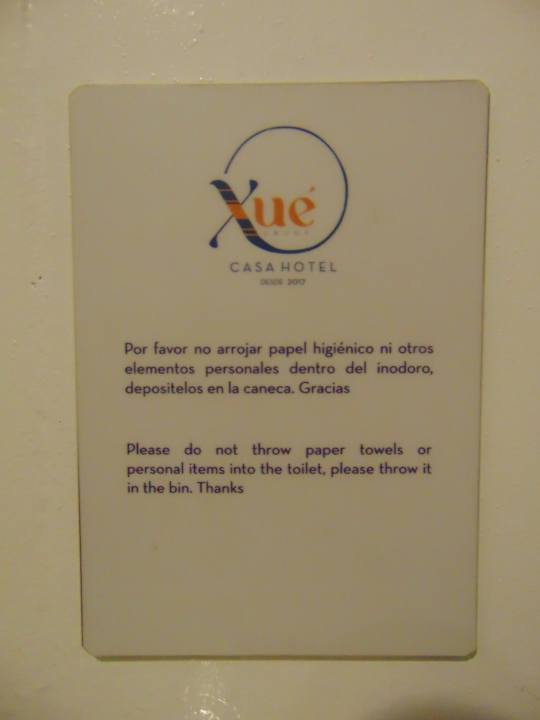 Xué
CASA HOTEL
DESDE 2017
Por favor no arrojar papel higiénico ni otros
elementos personales dentro del inodoro,
depositelos en la caneca. Gracias
Please do not throw paper towels or
personal items into the toilet, please throw it
in the bin. Thanks